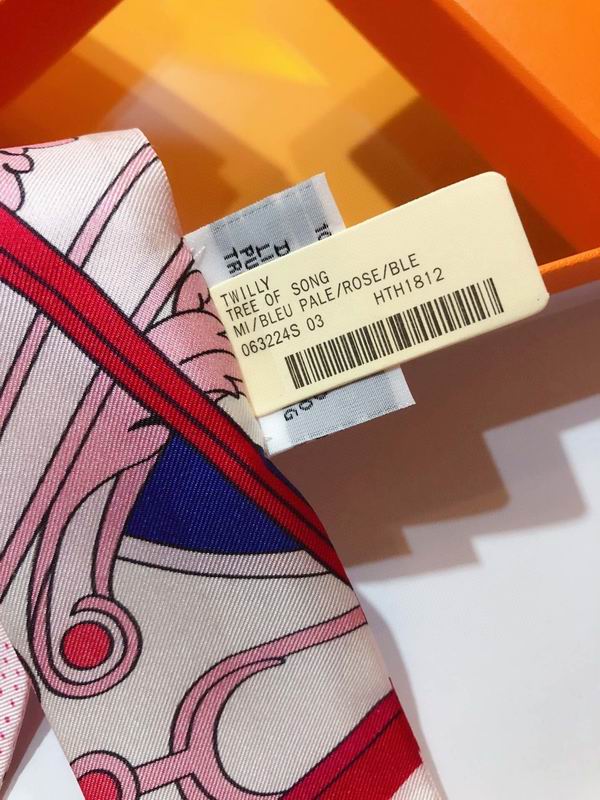 TWILLY
TREE OF SONG
MI/BLEU PALE/ROSE/BLE
063224S 03 HTH1812